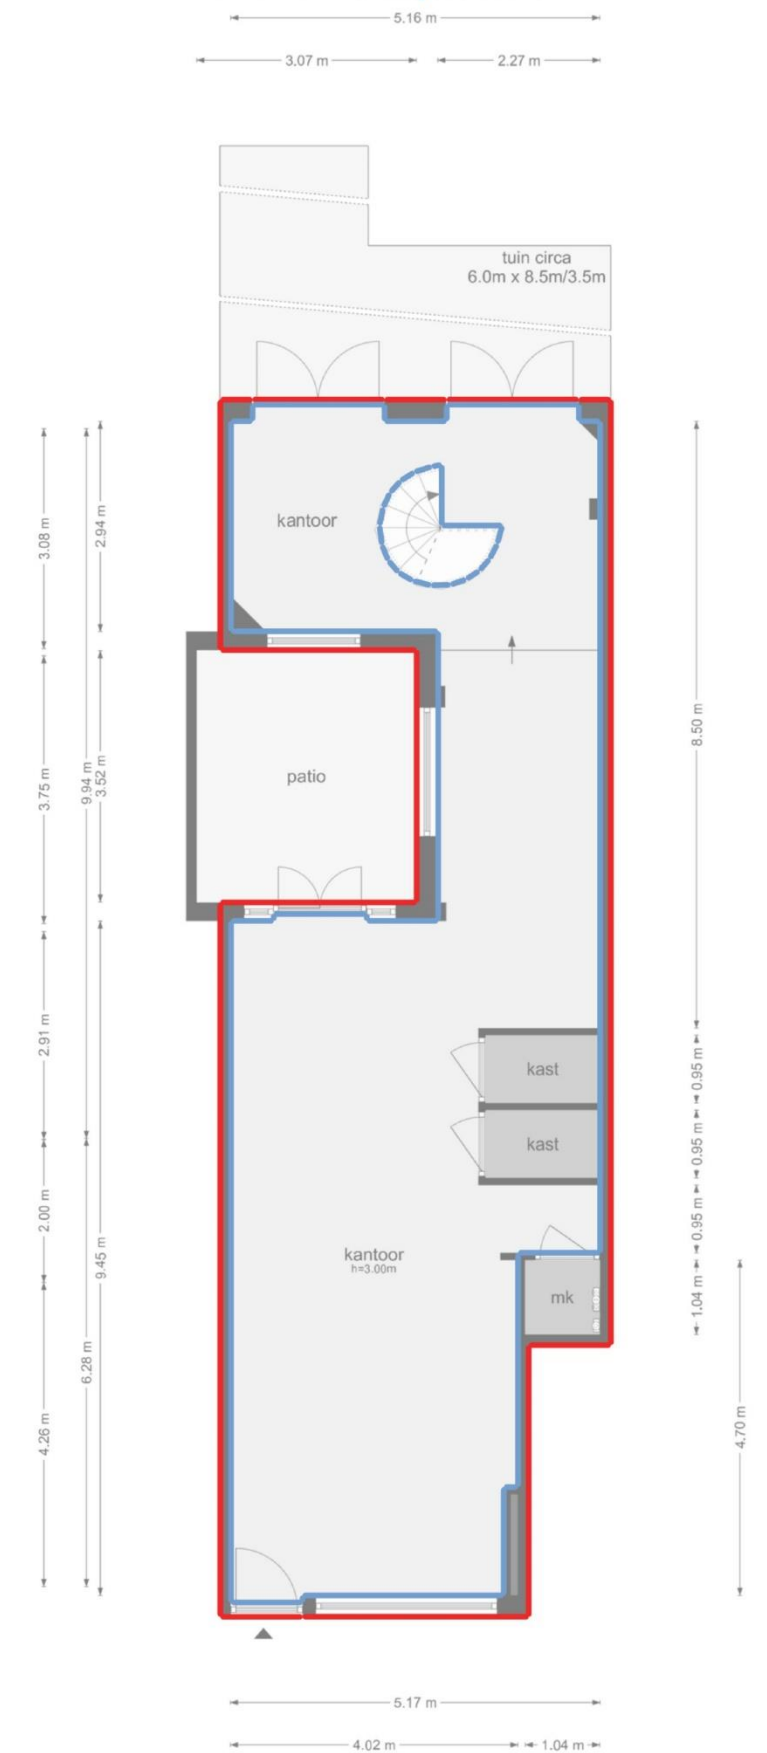 5.16 m
3.07 m
2.27 m
tuin circa
6.0m x 8.5m/3.5m
kantoor
3.08 m
2.94 m
8.50 m
patio
3.75 m
9.94 m
3.52 m
2.91 m
kast
0.95 m
kast
0.95 m
2.00 m
0.95 m
kantoor
h=3.00m
9.45 m
mk
1.04 m
6.28 m
4.26 m
4.70 m
5.17 m
4.02 m
1.04 m